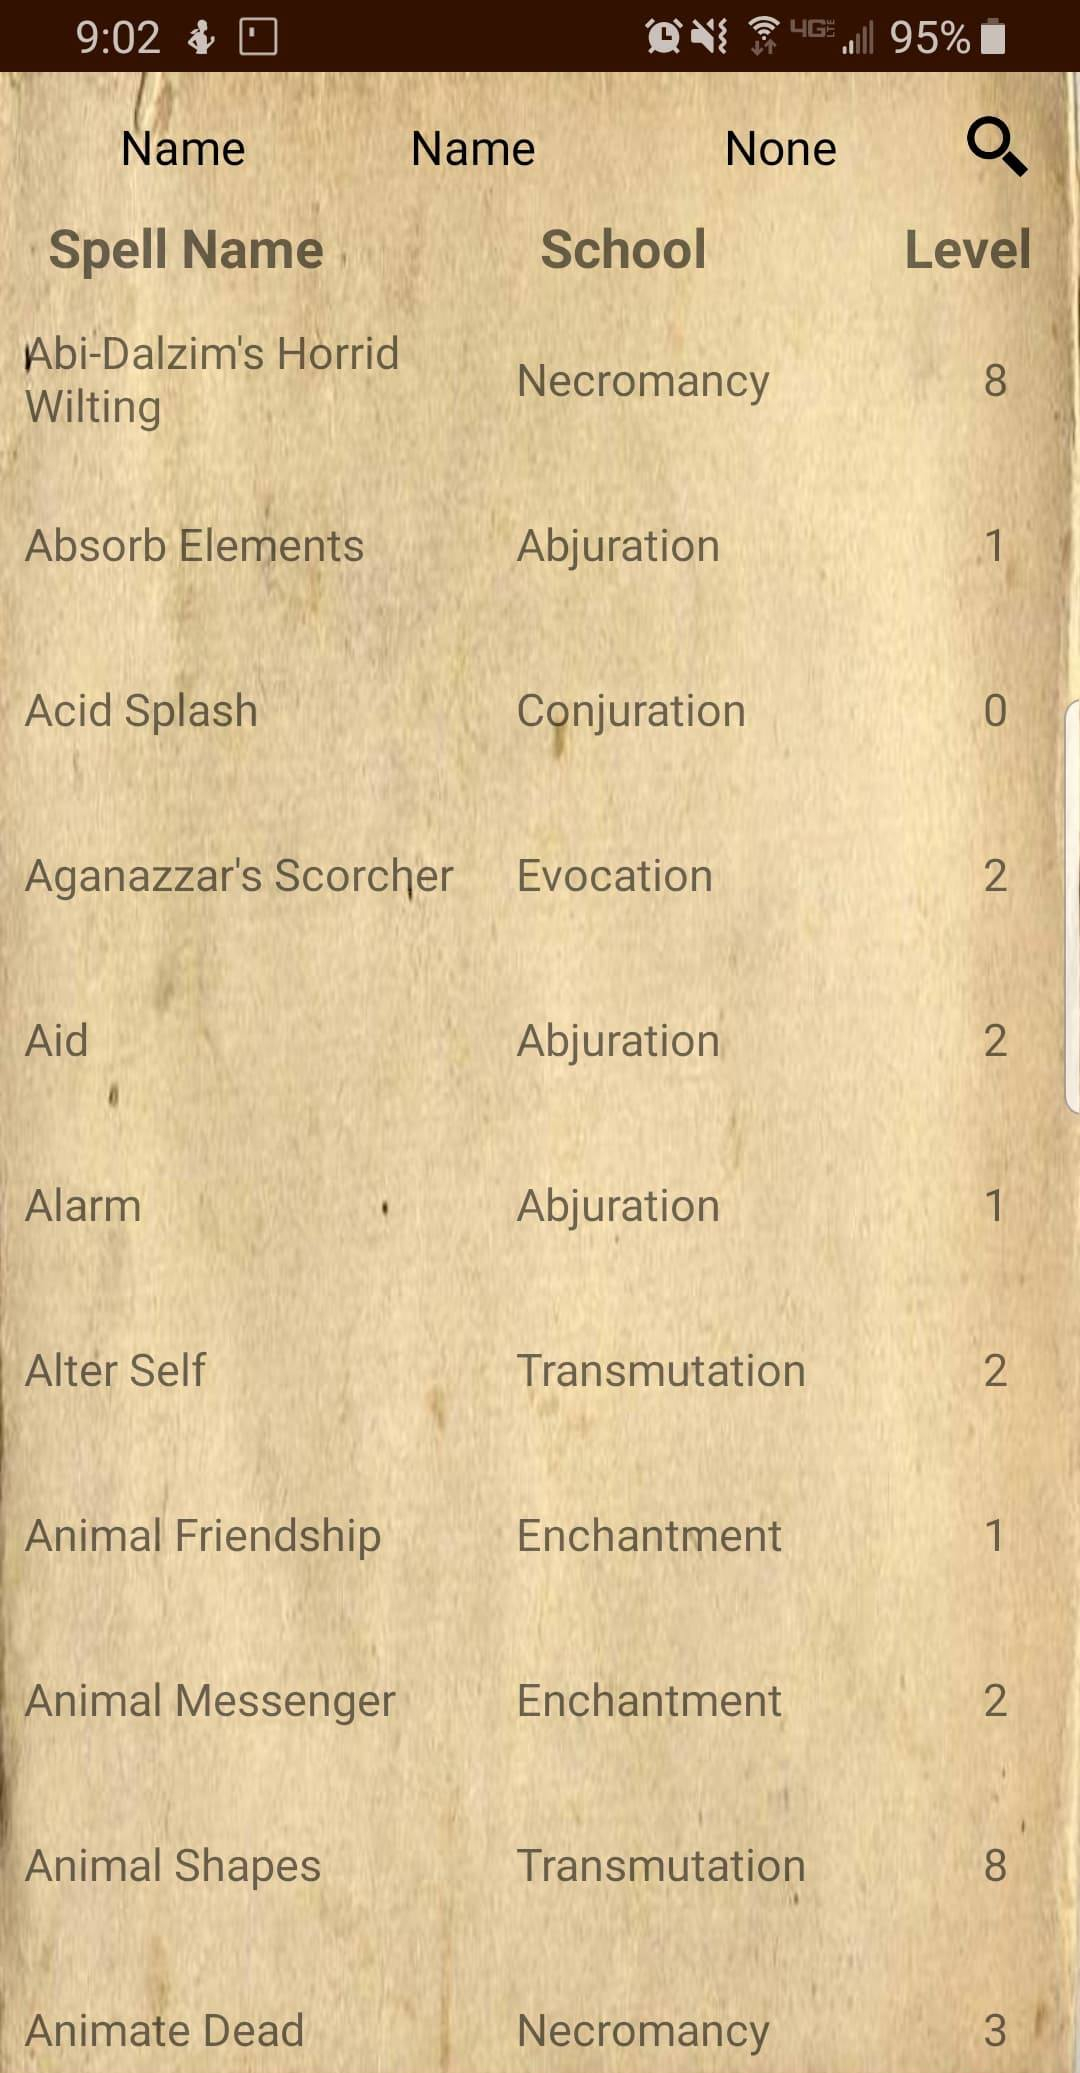 9:02 4G LTE 95%
Name Name None
Spell Name School Level
Abi-Dalzim's Horrid
Wilting Necromancy 8
Absorb Elements Abjuration 1
Acid Splash Conjuration 0
Aganazzar's Scorcher Evocation 2
Aid Abjuration 2
Alarm Abjuration 1
Alter Self Transmutation 2
Animal Friendship Enchantment 1
Animal Messenger Enchantment 2
Animal Shapes Transmutation 8
Animate Dead Necromancy 3